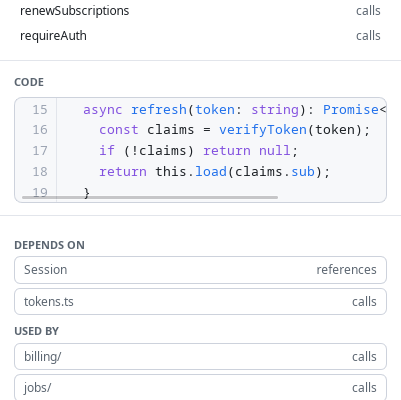 renewSubscriptions calls
requireAuth calls
CODE
15 async refresh(token: string): Promise<
16 const claims = verifyToken(token);
17 if (!claims) return null;
18 return this.load(claims.sub);
19 }
DEPENDS ON
Session references
tokens.ts calls
USED BY
billing/ calls
jobs/ calls